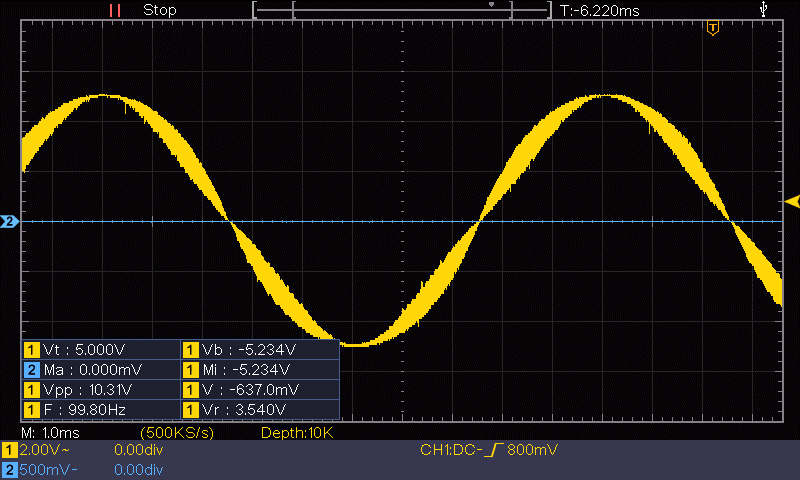 Stop T:-6.220ms
T
2
1 Vt : 5.000V 1 Vb : -5.234V
2 Ma : 0.000mV 1 Mi : -5.234V
1 Vpp : 10.31V 1 V : -637.0mV
1 F : 99.80Hz 1 Vr : 3.540V
M: 1.0ms (500KS/s) Depth:10K
1 2.00V~ 0.00div CH1:DC- 800mV
2 500mV- 0.00div